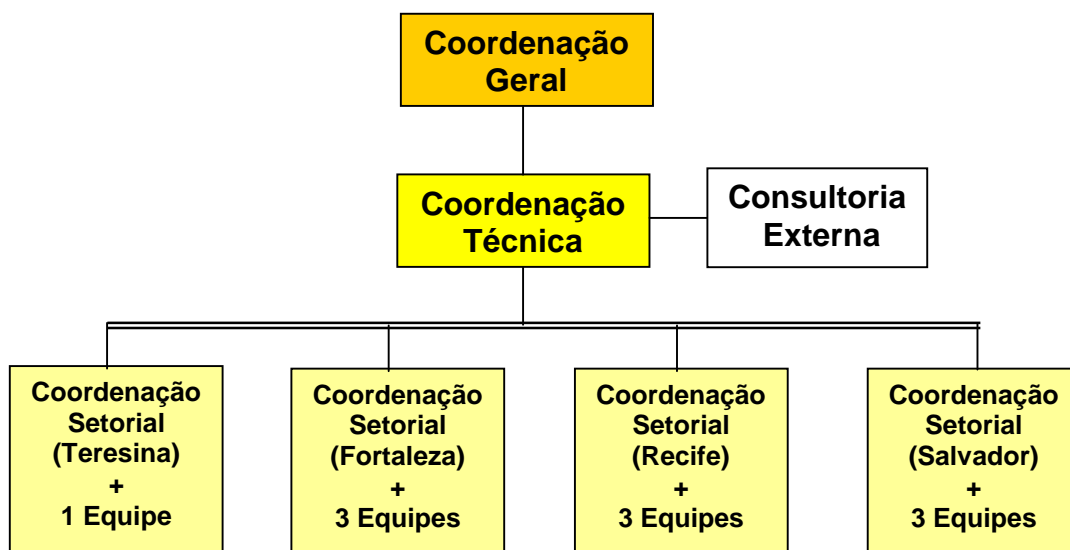 Coordenação
Geral
Coordenação
Técnica
Consultoria
Externa
Coordenação
Setorial
(Teresina)
+
1 Equipe
Coordenação
Setorial
(Fortaleza)
+
3 Equipes
Coordenação
Setorial
(Recife)
+
3 Equipes
Coordenação
Setorial
(Salvador)
+
3 Equipes